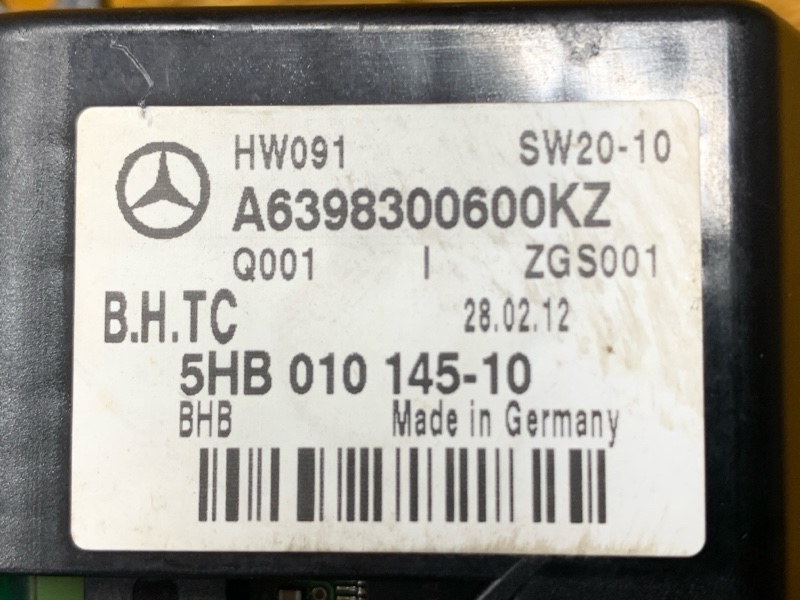 HW091 SW20-10
A6398300600KZ
Q001 I ZGS001
B.H.TC 28.02.12
5HB 010 145-10
BHB Made in Germany